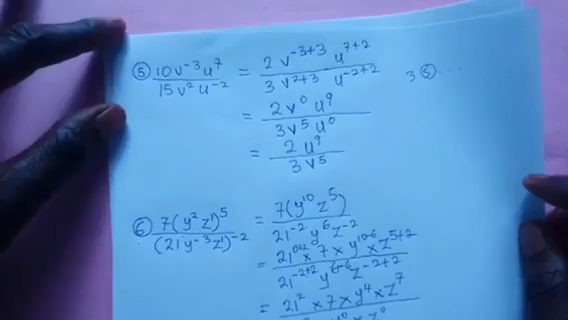 ⑤ 10v⁻³u⁷ / 15v²u⁻² = 2v⁻³⁺³ u⁷⁺² / 3v²⁺³ u⁻²⁺²
= 2v⁰u⁹ / 3v⁵u⁰
= 2u⁹ / 3v⁵
⑥ 7(y²z¹)⁵ / (21y⁻³z¹)⁻² = 7(y¹⁰z⁵) / 21⁻²y⁶z⁻²
= 21⁰⁺² × 7 × y¹⁰⁻⁶ × z⁵⁺² / 21⁻²⁺² y⁶⁻⁶ z⁻²⁺²
= 21² × 7 × y⁴ × z⁷